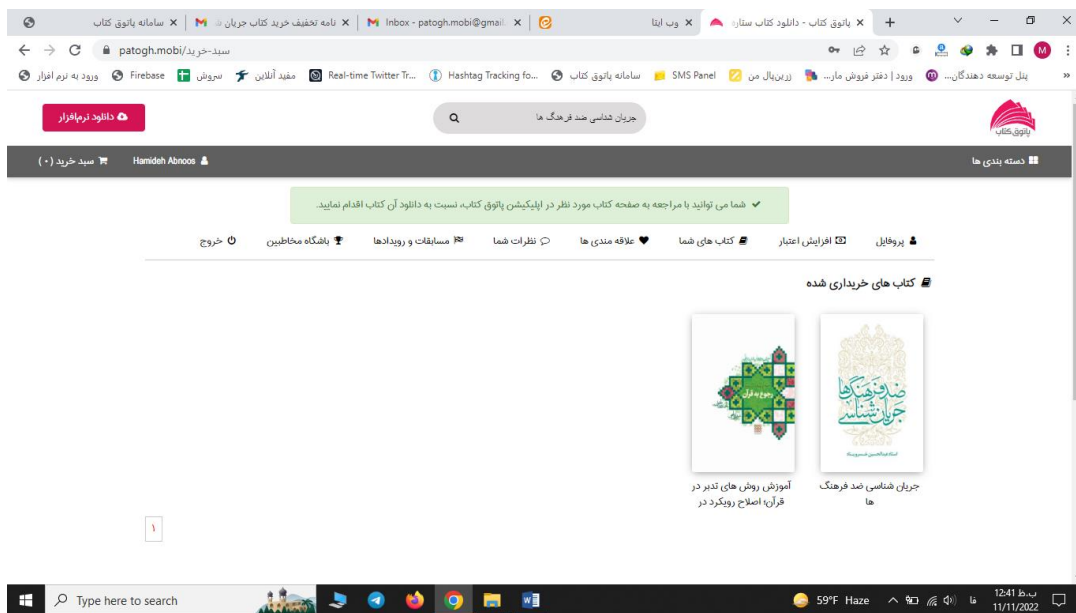 سامانه پاتوق کتاب
نامه تخفیف خرید کتاب جریان ش
Inbox - patogh.mobi@gmail.
وب ایتا
پاتوق کتاب - دانلود کتاب ستاره
patogh.mobi/سبد-خرید
M
ورود به نرم افزار
Firebase
سروش
مفید آنلاین
Real-time Twitter Tr...
Hashtag Tracking fo...
سامانه پاتوق کتاب
SMS Panel
زرین‌پال من
ورود | دفتر فروش مار...
پنل توسعه دهندگان...
»
دانلود نرم‌افزار
جریان شناسی ضد فرهنگ ها
پاتوق کتاب
سبد خرید (۰)
Hamideh Abnoos
دسته بندی ها
شما می توانید با مراجعه به صفحه کتاب مورد نظر در اپلیکیشن پاتوق کتاب، نسبت به دانلود آن کتاب اقدام نمایید.
پروفایل
افزایش اعتبار
کتاب های شما
علاقه مندی ها
نظرات شما
مسابقات و رویدادها
باشگاه مخاطبین
خروج
کتاب های خریداری شده
ضد فرهنگ‌ها
جریان شناسی
رجوع به قرآن
جریان شناسی ضد فرهنگ
ها
آموزش روش های تدبر در
قرآن؛ اصلاح رویکرد در
۱
Type here to search
59°F Haze
فا
12:41 ب.ظ
11/11/2022